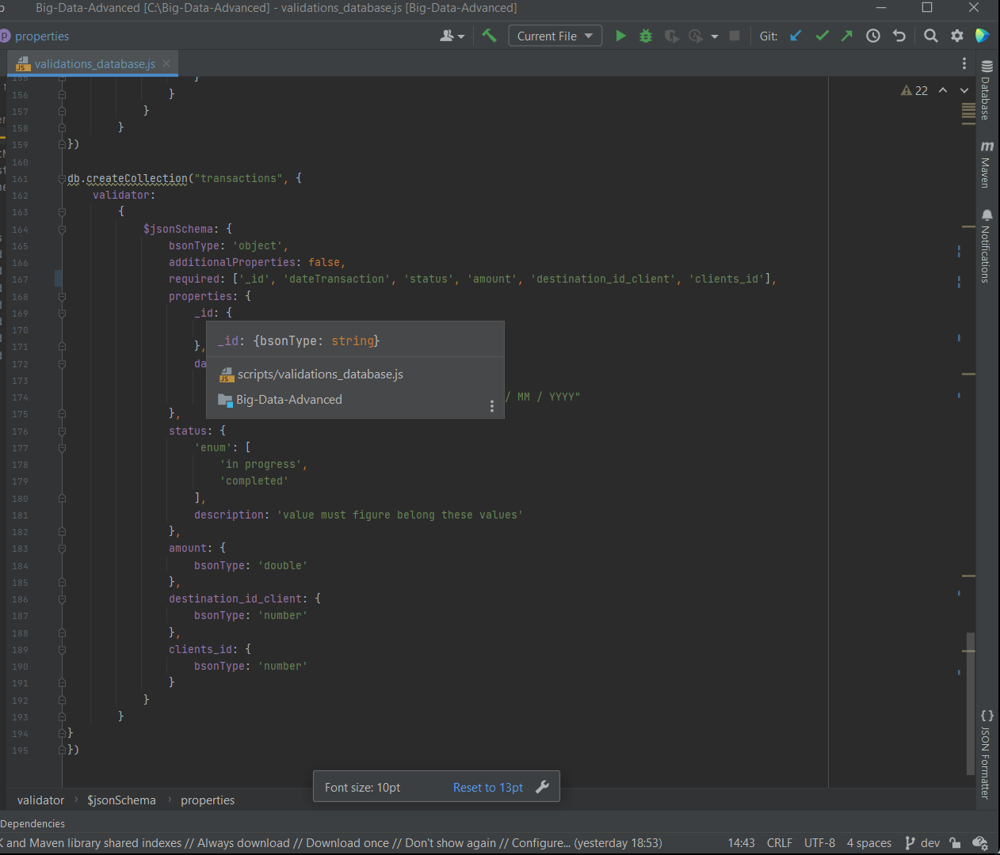 Big-Data-Advanced [C:\Big-Data-Advanced] - validations_database.js [Big-Data-Advanced]
p properties
Current File
Git:
validations_database.js
22
155 }
156 }
157 }
158 }
159 })
160
161 db.createCollection("transactions", {
162 validator:
163 {
164 $jsonSchema: {
165 bsonType: 'object',
166 additionalProperties: false,
167 required: ['_id', 'dateTransaction', 'status', 'amount', 'destination_id_client', 'clients_id'],
168 properties: {
169 _id: {
170
_id: {bsonType: string}
171 },
172 da
scripts/validations_database.js
173
174 / MM / YYYY"
Big-Data-Advanced
175 },
176 status: {
177 'enum': [
178 'in progress',
179 'completed'
180 ],
181 description: 'value must figure belong these values'
182 },
183 amount: {
184 bsonType: 'double'
185 },
186 destination_id_client: {
187 bsonType: 'number'
188 },
189 clients_id: {
190 bsonType: 'number'
191 }
192 }
193 }
194 }
195 })
Database
Maven
Notifications
JSON Formatter
Font size: 10pt Reset to 13pt
validator › $jsonSchema › properties
Dependencies
K and Maven library shared indexes // Always download // Download once // Don't show again // Configure... (yesterday 18:53) 14:43 CRLF UTF-8 4 spaces dev